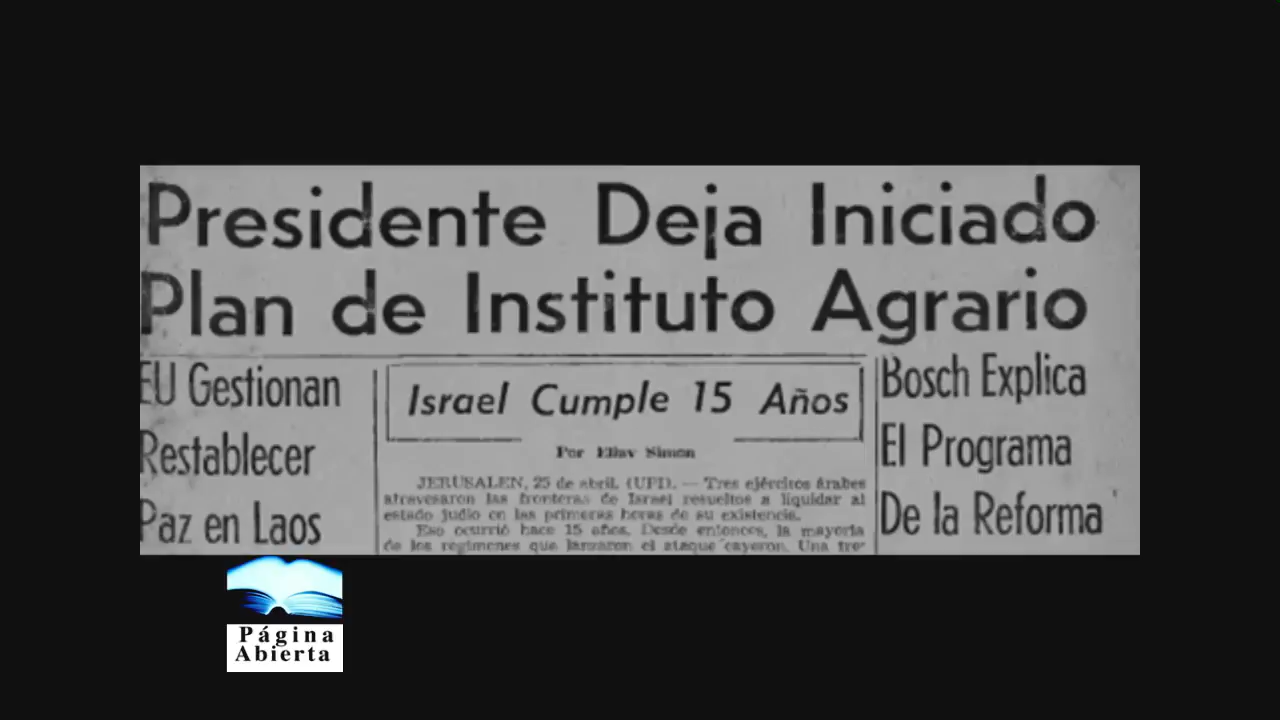 Presidente Deja Iniciado
Plan de Instituto Agrario
EU Gestionan
Restablecer
Paz en Laos
Israel Cumple 15 Años
Por Eliav Simon
JERUSALEN, 25 de abril. (UPI). — Tres ejércitos árabes
atravesaron las fronteras de Israel resueltos a liquidar al
estado judío en las primeras horas de su existencia.
Eso ocurrió hace 15 años. Desde entonces, la mayoría
de los regímenes que lanzaron el ataque cayeron. Una fre-
Bosch Explica
El Programa
De la Reforma
Página
Abierta